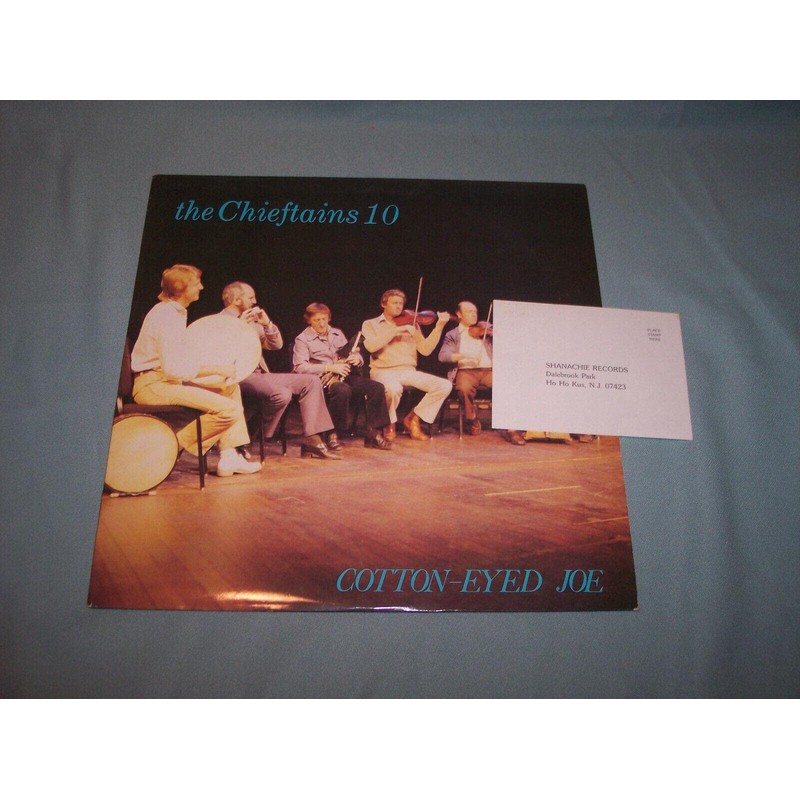 the Chieftains 10
PLACE
STAMP
HERE
SHANACHIE RECORDS
Dalebrook Park
Ho Ho Kus, N.J. 07423
COTTON-EYED JOE